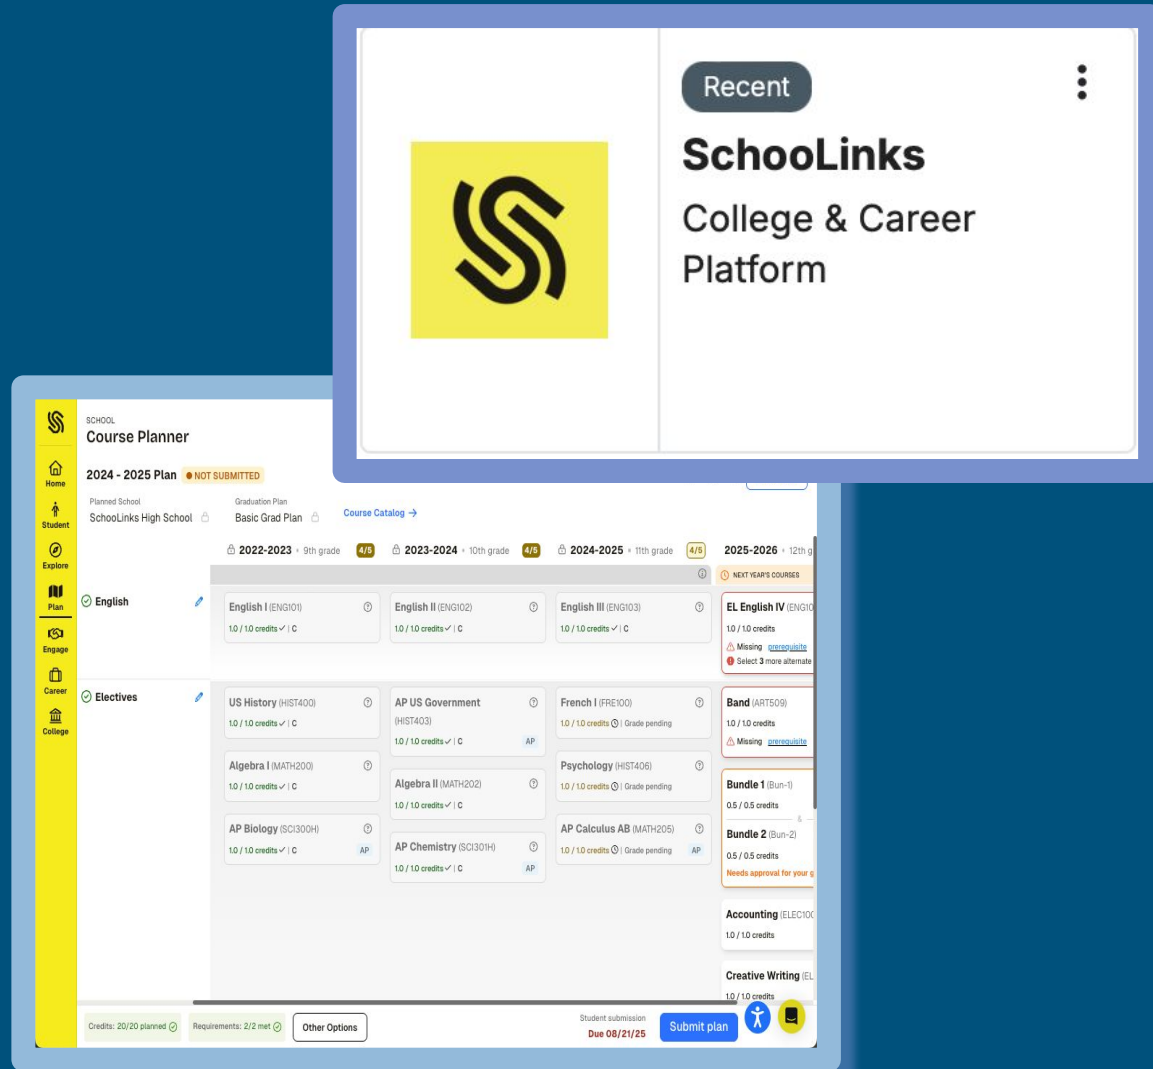 Recent
SchooLinks
College & Career
Platform
SCHOOL
Course Planner
2024 - 2025 Plan
NOT SUBMITTED
Planned School
SchooLinks High School
Graduation Plan
Basic Grad Plan
Course Catalog →
Home
Student
Explore
Plan
Engage
Career
College
2022-2023 • 9th grade 4/5
2023-2024 • 10th grade 4/5
2024-2025 • 11th grade 4/5
2025-2026 • 12th g
NEXT YEAR'S COURSES
English
English I (ENG101)
1.0 / 1.0 credits ✓ | C
English II (ENG102)
1.0 / 1.0 credits ✓ | C
English III (ENG103)
1.0 / 1.0 credits ✓ | C
EL English IV (ENG10
1.0 / 1.0 credits
Missing prerequisite
Select 3 more alternate
Electives
US History (HIST400)
1.0 / 1.0 credits ✓ | C
Algebra I (MATH200)
1.0 / 1.0 credits ✓ | C
AP Biology (SCI300H)
1.0 / 1.0 credits ✓ | C AP
AP US Government
(HIST403)
1.0 / 1.0 credits ✓ | C AP
Algebra II (MATH202)
1.0 / 1.0 credits ✓ | C
AP Chemistry (SCI301H)
1.0 / 1.0 credits ✓ | C AP
French I (FRE100)
1.0 / 1.0 credits | Grade pending
Psychology (HIST406)
1.0 / 1.0 credits | Grade pending
AP Calculus AB (MATH205)
1.0 / 1.0 credits | Grade pending AP
Band (ART509)
1.0 / 1.0 credits
Missing prerequisite
Bundle 1 (Bun-1)
0.5 / 0.5 credits
&
Bundle 2 (Bun-2)
0.5 / 0.5 credits
Needs approval for your g
Accounting (ELEC100
1.0 / 1.0 credits
Creative Writing (EL
1.0 / 1.0 credits
Credits: 20/20 planned
Requirements: 2/2 met
Other Options
Student submission
Due 08/21/25
Submit plan